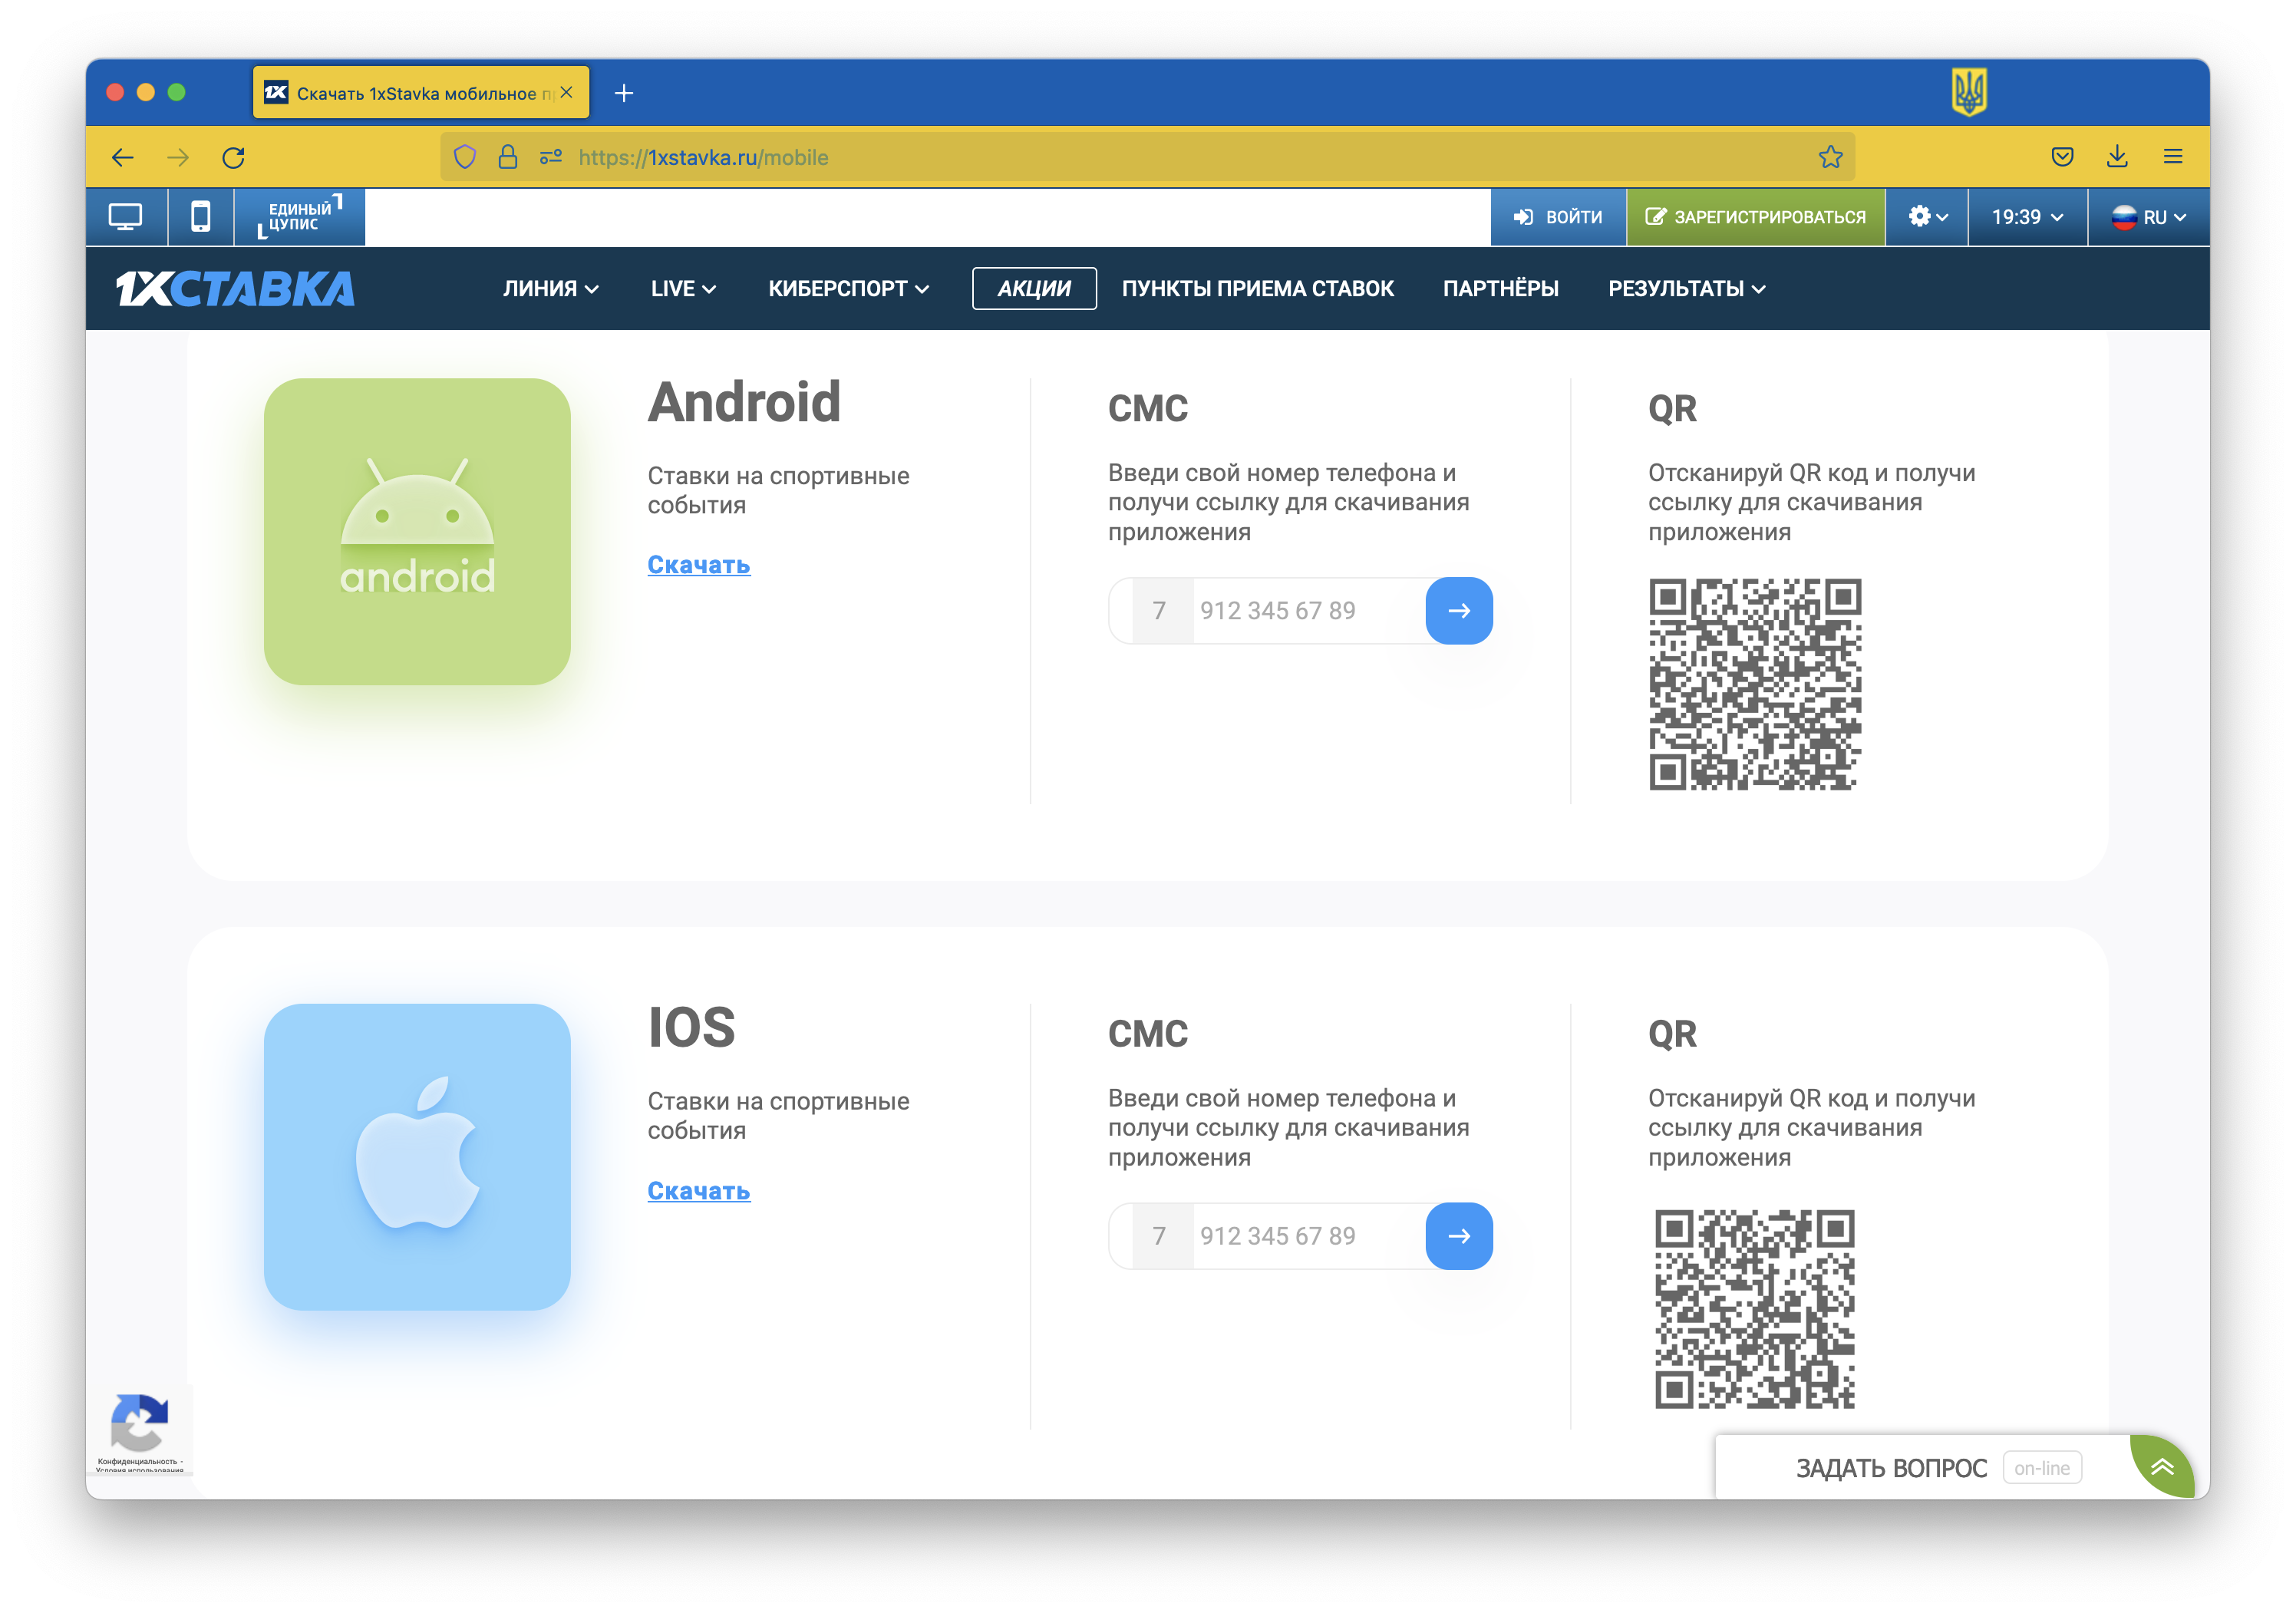 1X Скачать 1xStavka мобильное
https://1xstavka.ru/mobile
ЕДИНЫЙ
ЦУПИС
ВОЙТИ
ЗАРЕГИСТРИРОВАТЬСЯ
19:39
RU
1XСТАВКА
ЛИНИЯ
LIVE
КИБЕРСПОРТ
АКЦИИ
ПУНКТЫ ПРИЕМА СТАВОК
ПАРТНЁРЫ
РЕЗУЛЬТАТЫ
android
Android
Ставки на спортивные
события
Скачать
СМС
Введи свой номер телефона и
получи ссылку для скачивания
приложения
7 912 345 67 89
QR
Отсканируй QR код и получи
ссылку для скачивания
приложения
IOS
Ставки на спортивные
события
Скачать
СМС
Введи свой номер телефона и
получи ссылку для скачивания
приложения
7 912 345 67 89
QR
Отсканируй QR код и получи
ссылку для скачивания
приложения
Конфиденциальность -
Условия использования
ЗАДАТЬ ВОПРОС on-line